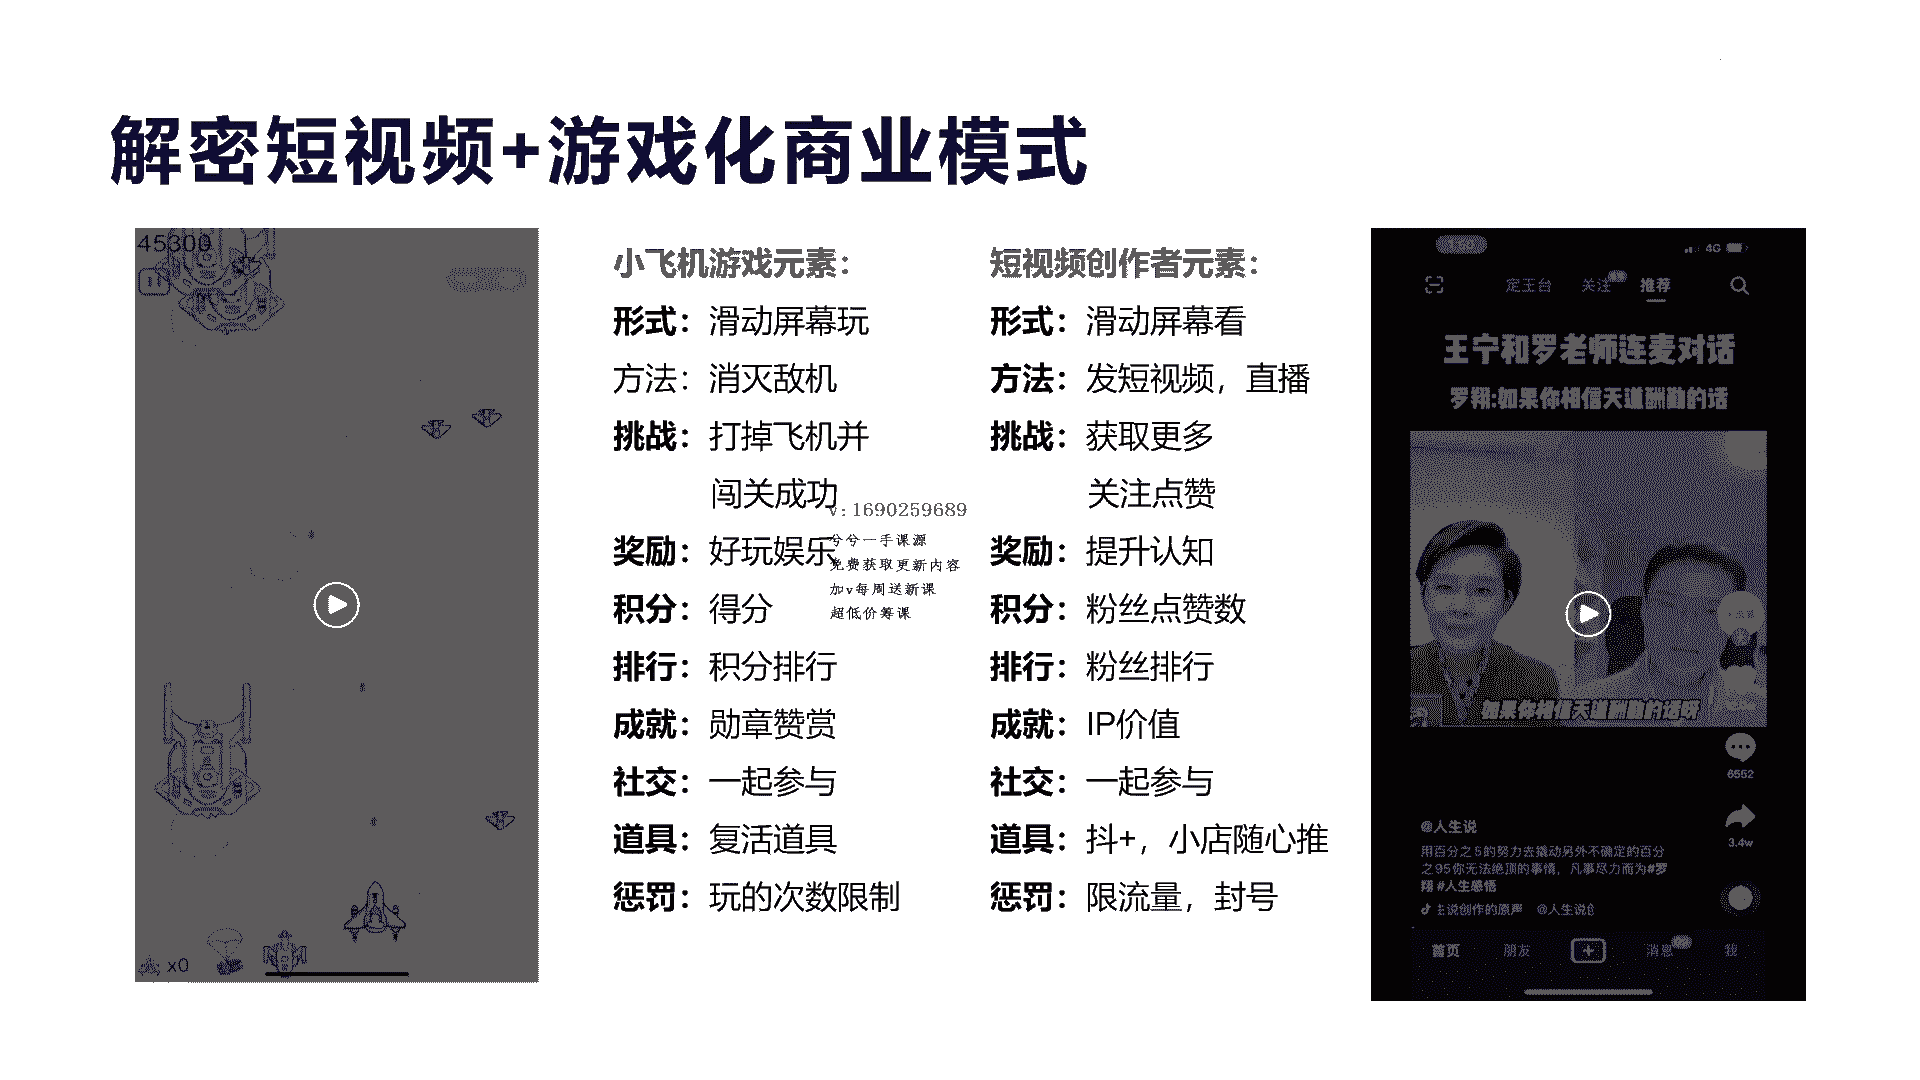 解密短视频+游戏化商业模式
45300
x0
小飞机游戏元素：
形式：滑动屏幕玩
方法：消灭敌机
挑战：打掉飞机并
闯关成功
奖励：好玩娱乐
积分：得分
排行：积分排行
成就：勋章赞赏
社交：一起参与
道具：复活道具
惩罚：玩的次数限制
v:1690259689
兮兮一手课源
免费获取更新内容
加v每周送新课
超低价筹课
短视频创作者元素：
形式：滑动屏幕看
方法：发短视频，直播
挑战：获取更多
关注点赞
奖励：提升认知
积分：粉丝点赞数
排行：粉丝排行
成就：IP价值
社交：一起参与
道具：抖+，小店随心推
惩罚：限流量，封号
4G
定王台 关注 推荐
王宁和罗老师连麦对话
罗翔:如果你相信天道酬勤的话
如果你相信天道酬勤的话呀
6552
3.4w
@人生说
用百分之5的努力去撬动另外不确定的百分
之95你无法绝顶的事情，凡事尽力而为#罗
翔 #人生感悟
说创作的原声 @人生说创
首页 朋友 消息 我